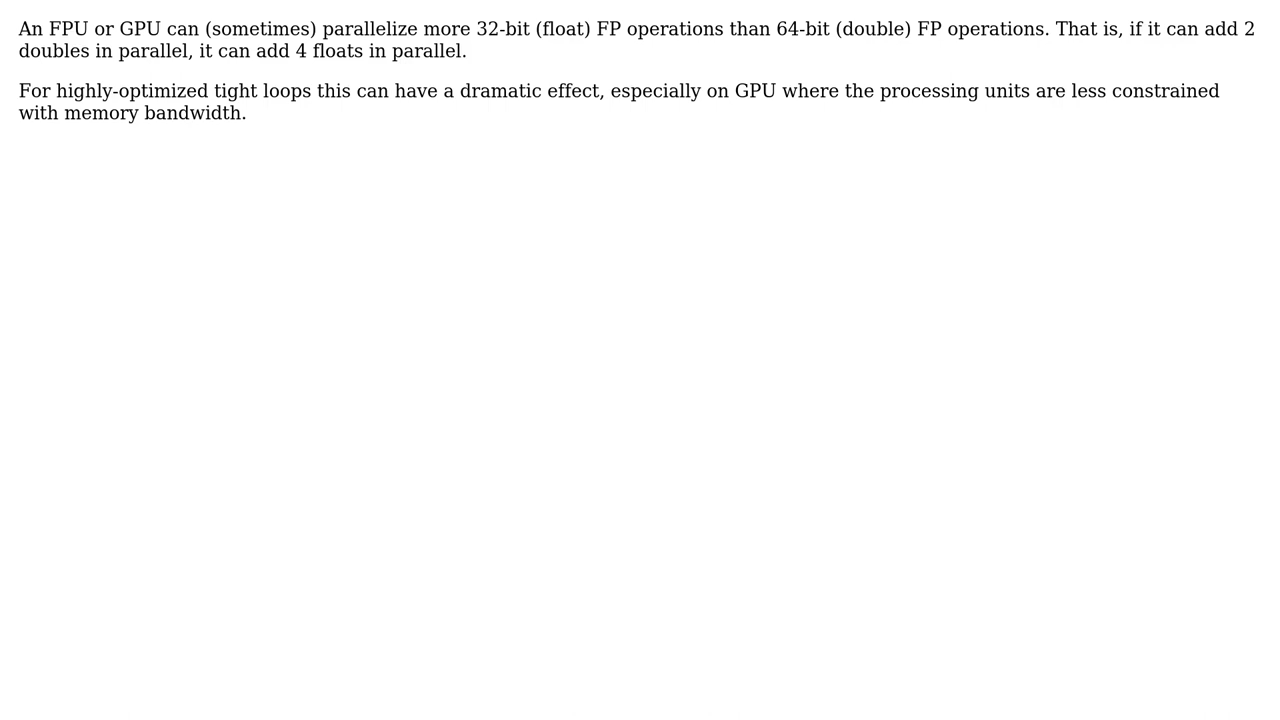 An FPU or GPU can (sometimes) parallelize more 32-bit (float) FP operations than 64-bit (double) FP operations. That is, if it can add 2
doubles in parallel, it can add 4 floats in parallel.
For highly-optimized tight loops this can have a dramatic effect, especially on GPU where the processing units are less constrained
with memory bandwidth.